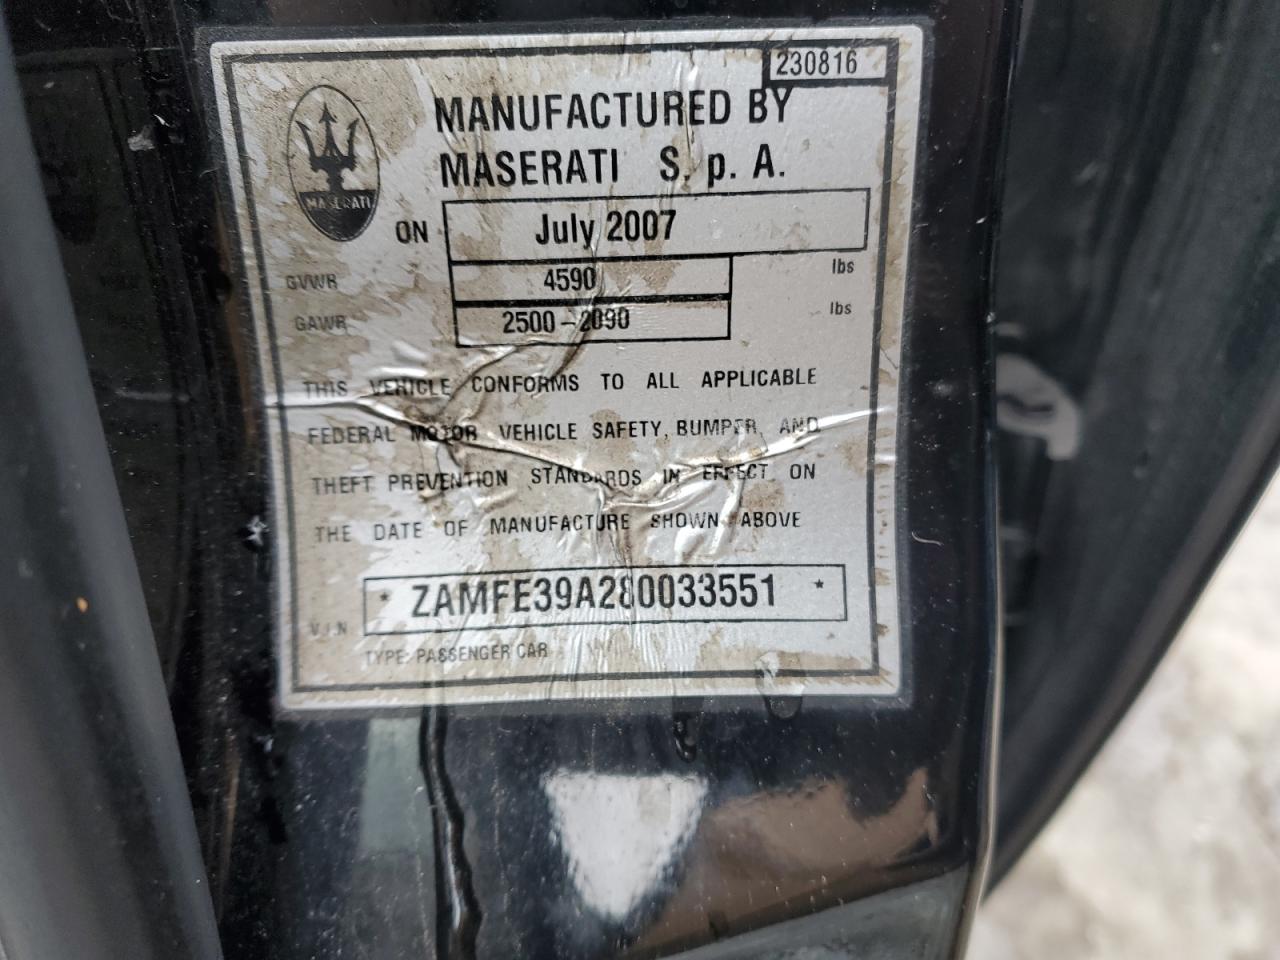 230816
MANUFACTURED BY
MASERATI S. p. A.
MASERATI
ON July 2007
GVWR 4590 lbs
GAWR 2500-2090 lbs
THIS VEHICLE CONFORMS TO ALL APPLICABLE
FEDERAL MOTOR VEHICLE SAFETY, BUMPER, AND
THEFT PREVENTION STANDARDS IN EFFECT ON
THE DATE OF MANUFACTURE SHOWN ABOVE
V.I.N * ZAMFE39A280033551 *
TYPE: PASSENGER CAR